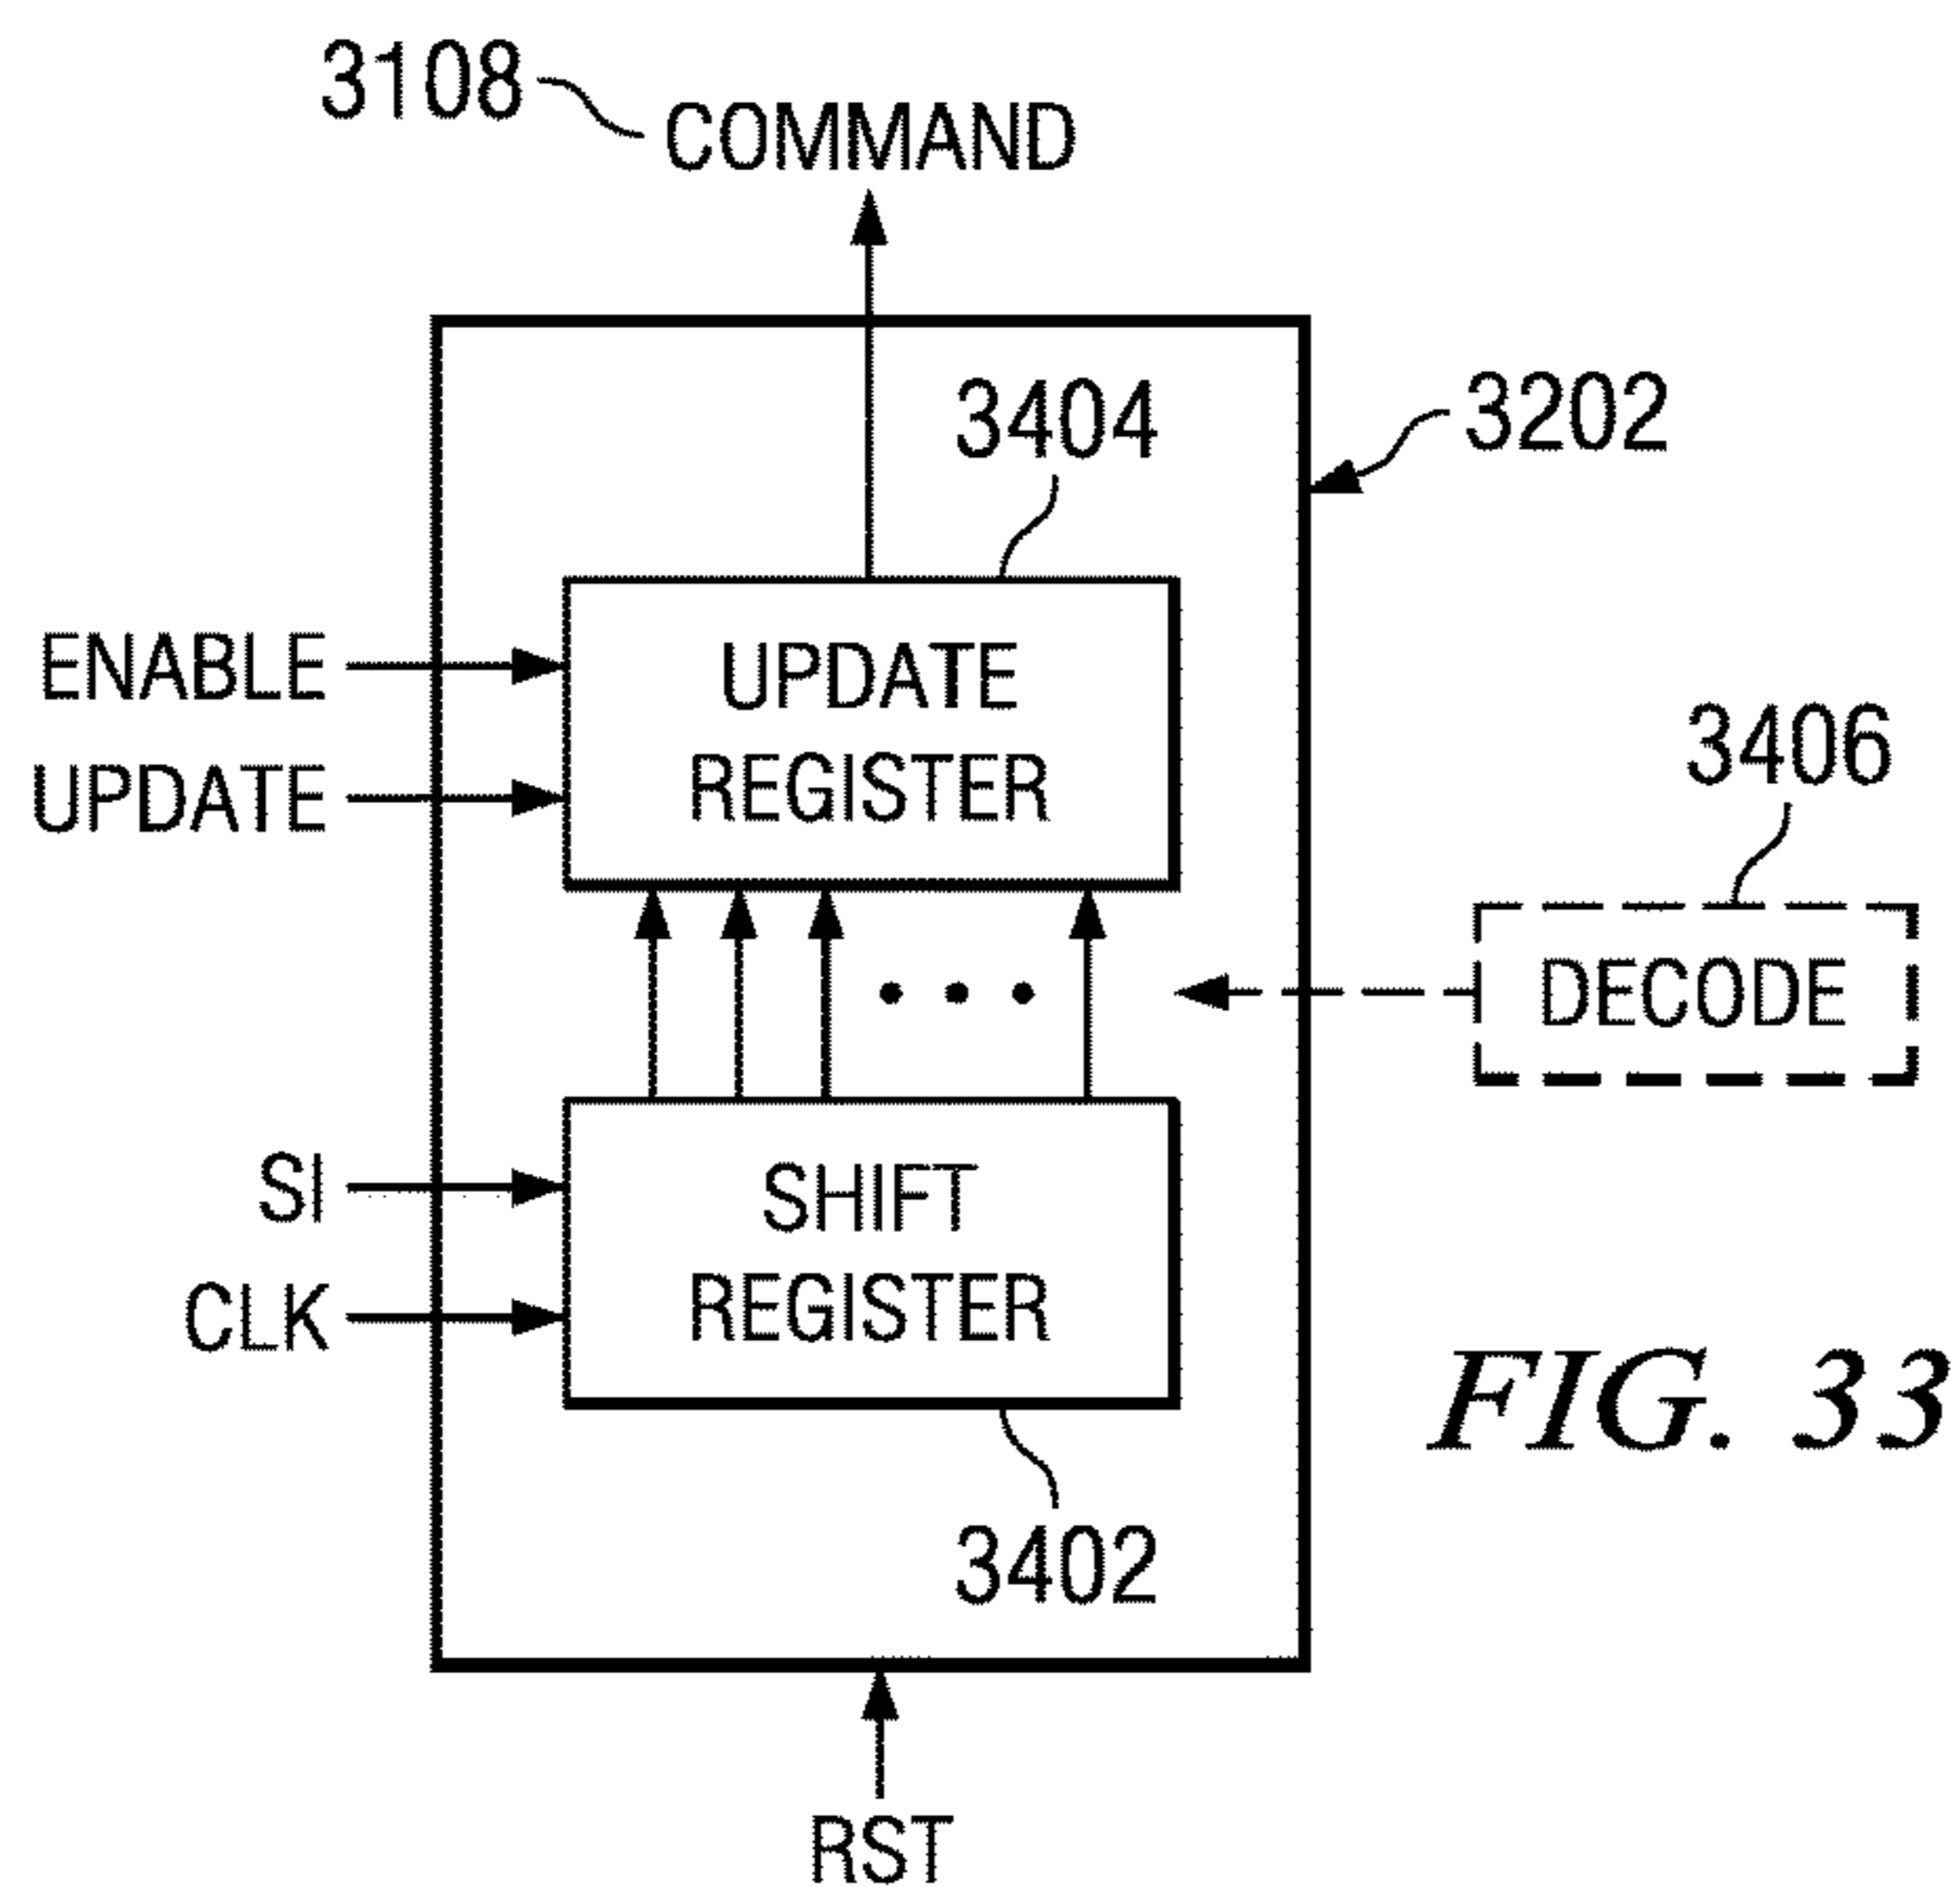 3108
COMMAND
3404
3202
ENABLE
UPDATE
UPDATE
REGISTER
3406
DECODE
SI
CLK
SHIFT
REGISTER
FIG. 33
3402
RST